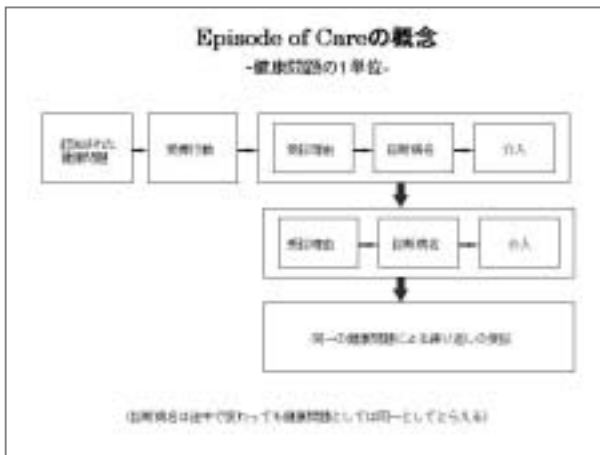 Episode of Careの概念
-健康問題の1単位-
認知された
健康問題
受療行動
受診理由
診断病名
介入
受診理由
診断病名
介入
同一の健康問題による繰り返しの受診
(診断病名は途中で変わっても健康問題としては同一としてとらえる)